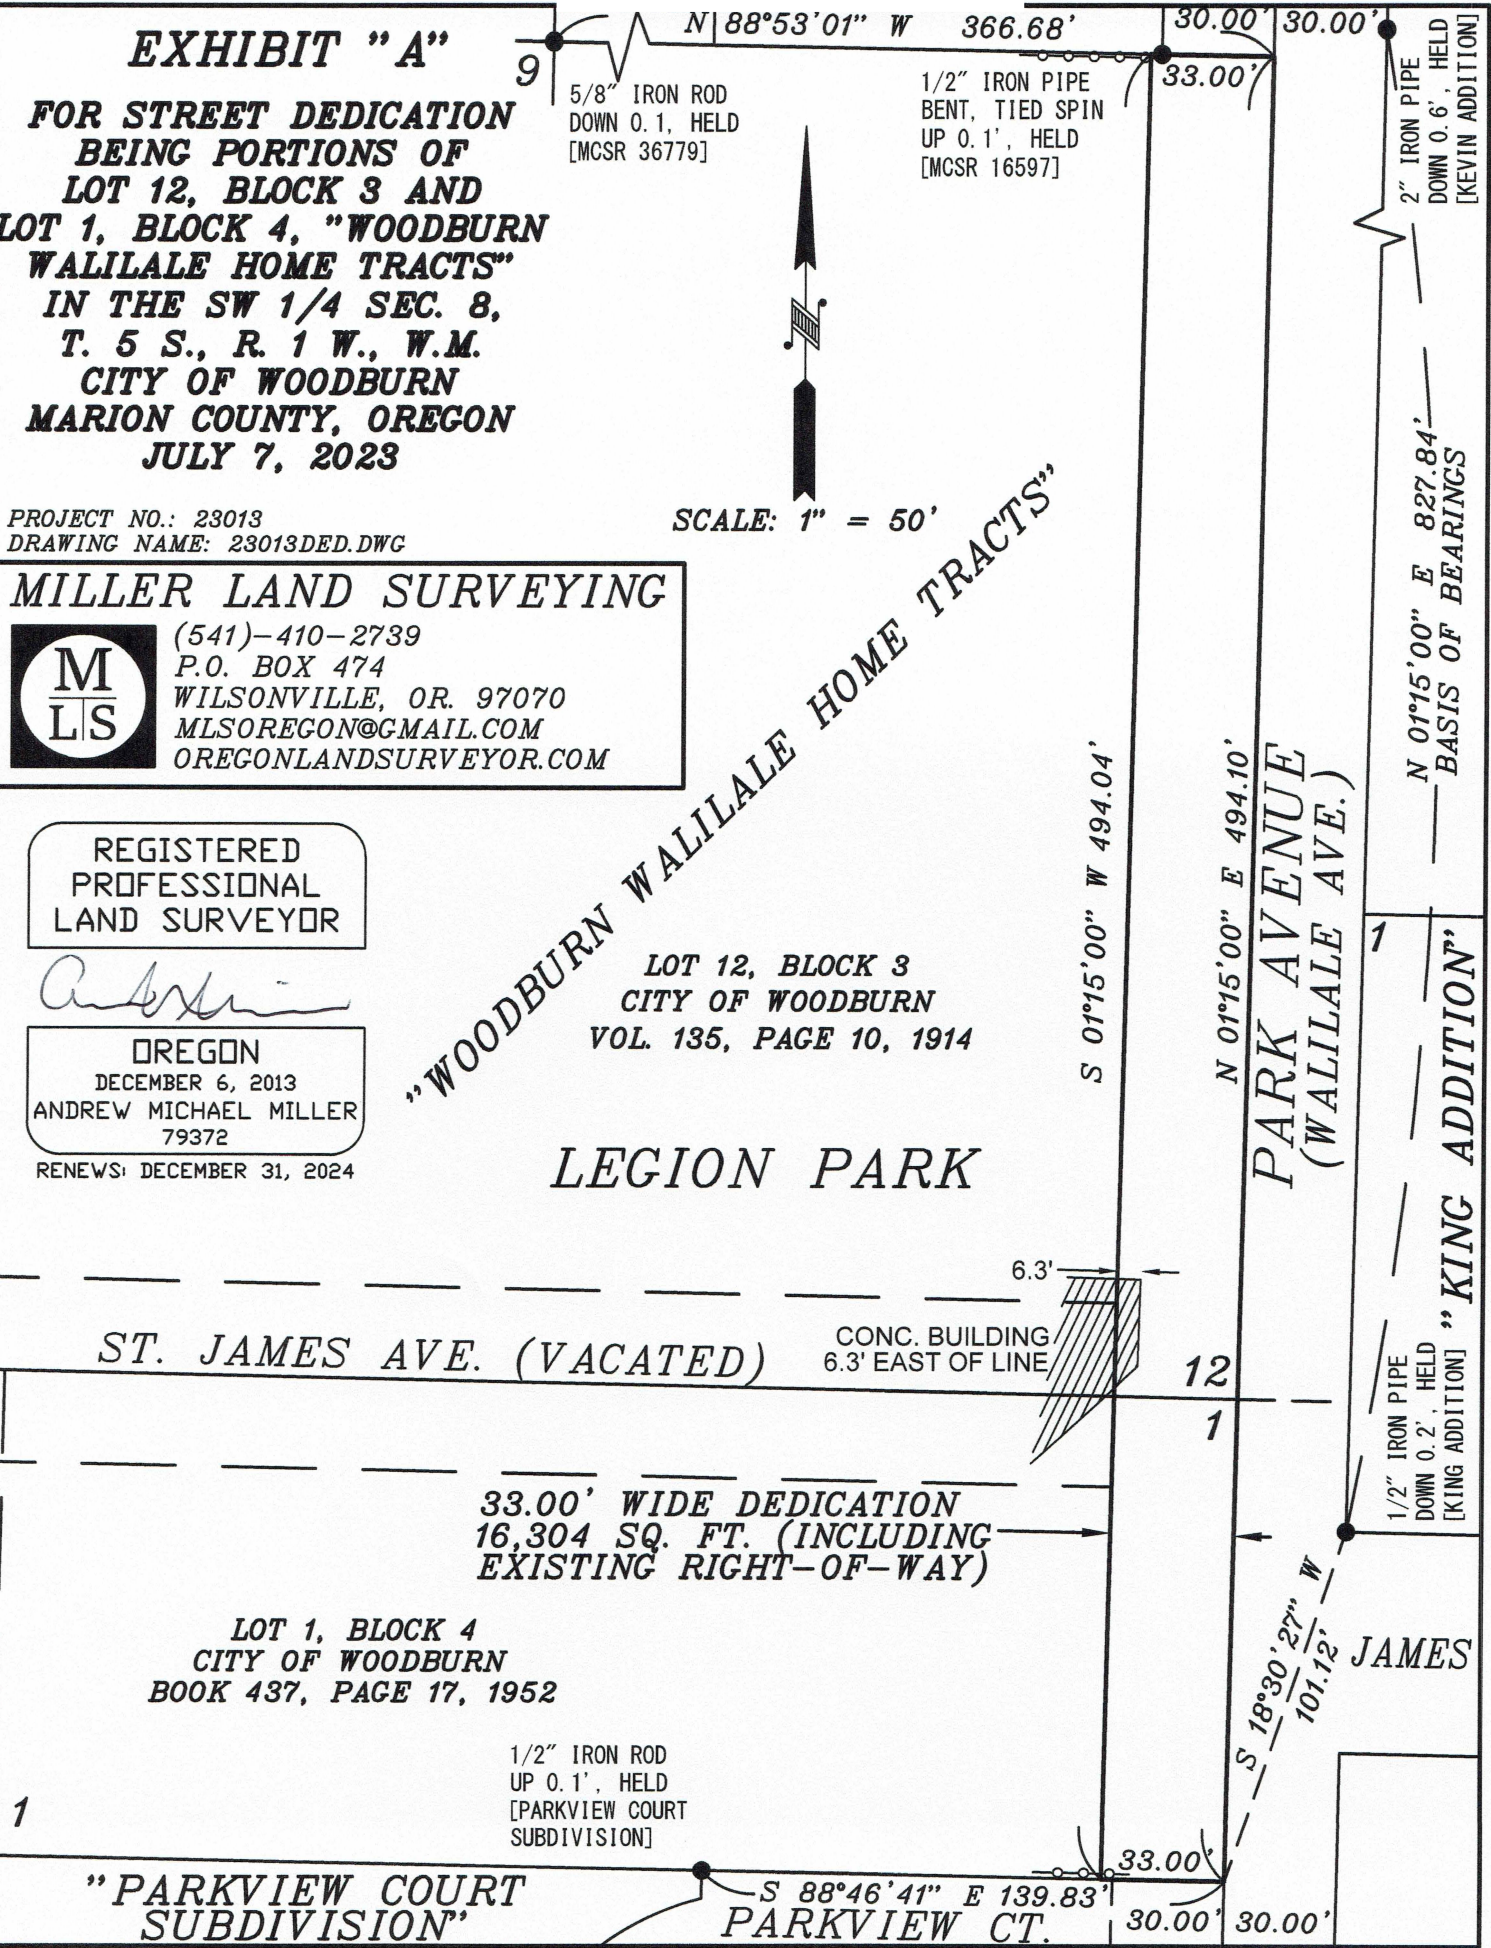 EXHIBIT "A"
FOR STREET DEDICATION
BEING PORTIONS OF
LOT 12, BLOCK 3 AND
LOT 1, BLOCK 4, "WOODBURN
WALILALE HOME TRACTS"
IN THE SW 1/4 SEC. 8,
T. 5 S., R. 1 W., W.M.
CITY OF WOODBURN
MARION COUNTY, OREGON
JULY 7, 2023
PROJECT NO.: 23013
DRAWING NAME: 23013DED.DWG
MILLER LAND SURVEYING
M
LS
(541)-410-2739
P.O. BOX 474
WILSONVILLE, OR. 97070
MLSOREGON@GMAIL.COM
OREGONLANDSURVEYOR.COM
REGISTERED
PROFESSIONAL
LAND SURVEYOR
OREGON
DECEMBER 6, 2013
ANDREW MICHAEL MILLER
79372
RENEWS: DECEMBER 31, 2024
9
N 88°53'01" W 366.68'
30.00' 30.00'
33.00'
5/8" IRON ROD
DOWN 0.1, HELD
[MCSR 36779]
1/2" IRON PIPE
BENT, TIED SPIN
UP 0.1', HELD
[MCSR 16597]
2" IRON PIPE
DOWN 0.6', HELD
[KEVIN ADDITION]
SCALE: 1" = 50'
"WOODBURN WALILALE HOME TRACTS"
N 01°15'00" E 827.84'
BASIS OF BEARINGS
S 01°15'00" W 494.04'
N 01°15'00" E 494.10'
PARK AVENUE
(WALILALE AVE.)
LOT 12, BLOCK 3
CITY OF WOODBURN
VOL. 135, PAGE 10, 1914
LEGION PARK
1
"KING ADDITION"
6.3'
CONC. BUILDING
6.3' EAST OF LINE
ST. JAMES AVE. (VACATED)
12
1
1/2" IRON PIPE
DOWN 0.2', HELD
[KING ADDITION]
33.00' WIDE DEDICATION
16,304 SQ. FT. (INCLUDING
EXISTING RIGHT-OF-WAY)
LOT 1, BLOCK 4
CITY OF WOODBURN
BOOK 437, PAGE 17, 1952
S 18°30'27" W
101.12'
JAMES
1/2" IRON ROD
UP 0.1', HELD
[PARKVIEW COURT
SUBDIVISION]
1
33.00'
"PARKVIEW COURT
SUBDIVISION"
S 88°46'41" E 139.83'
PARKVIEW CT.
30.00' 30.00'